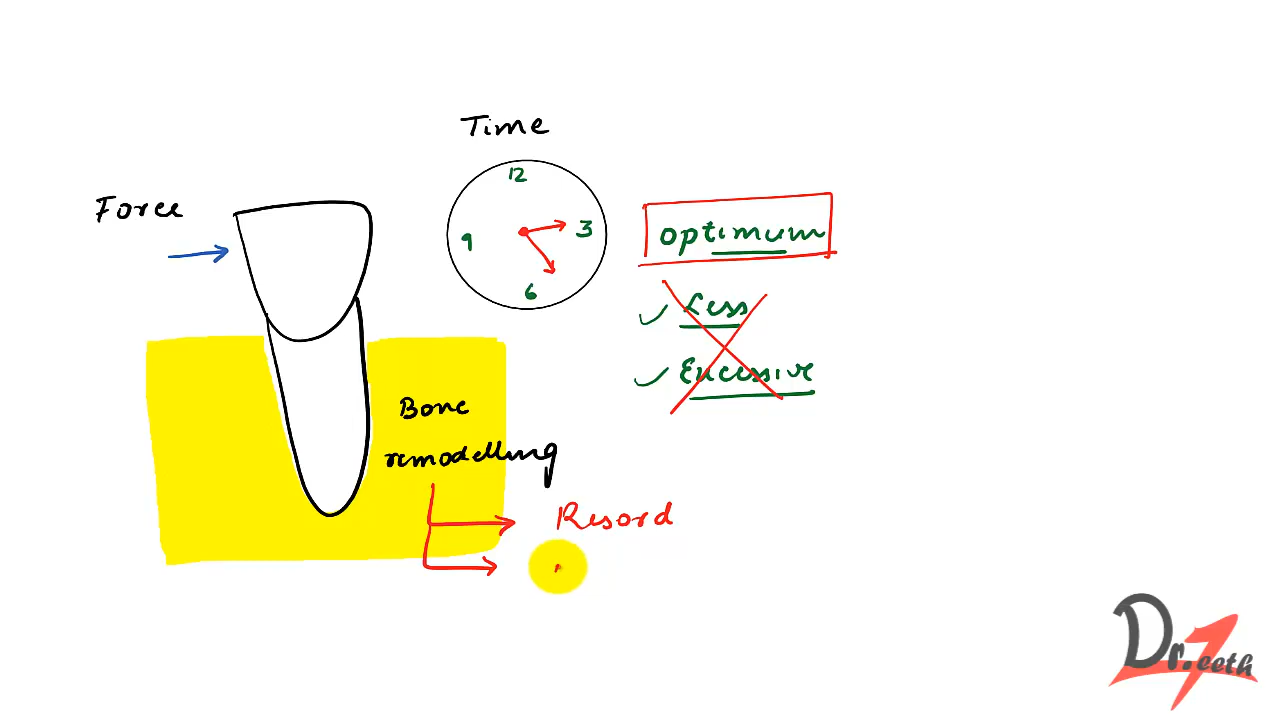 Time
12
Force
9
3
optimum
6
Less
Excessive
Bone
remodelling
Resord
Dr.Teeth